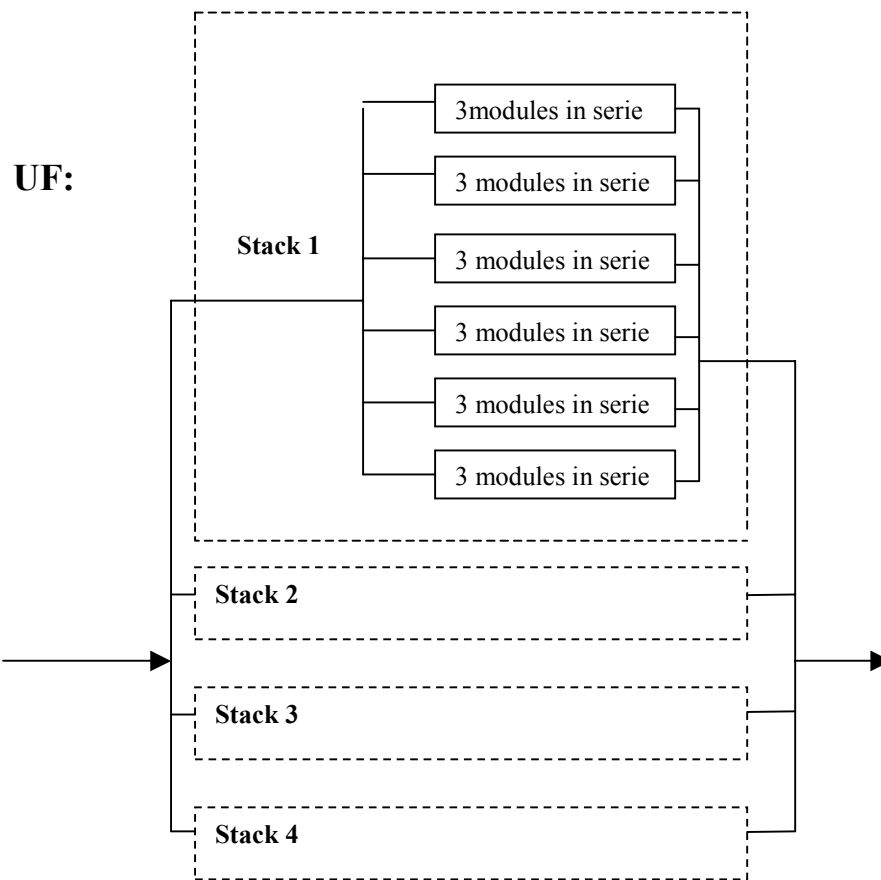 3modules in serie
UF:
3 modules in serie
Stack 1
3 modules in serie
3 modules in serie
3 modules in serie
3 modules in serie
Stack 2
Stack 3
Stack 4